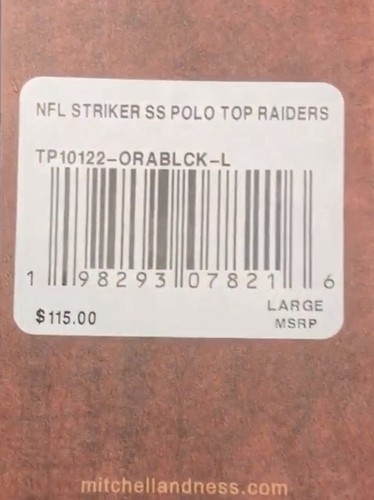 NFL STRIKER SS POLO TOP RAIDERS
TP10122-ORABLCK-L
1 98293 07821 6
$115.00
LARGE
MSRP
mitchellandness.com